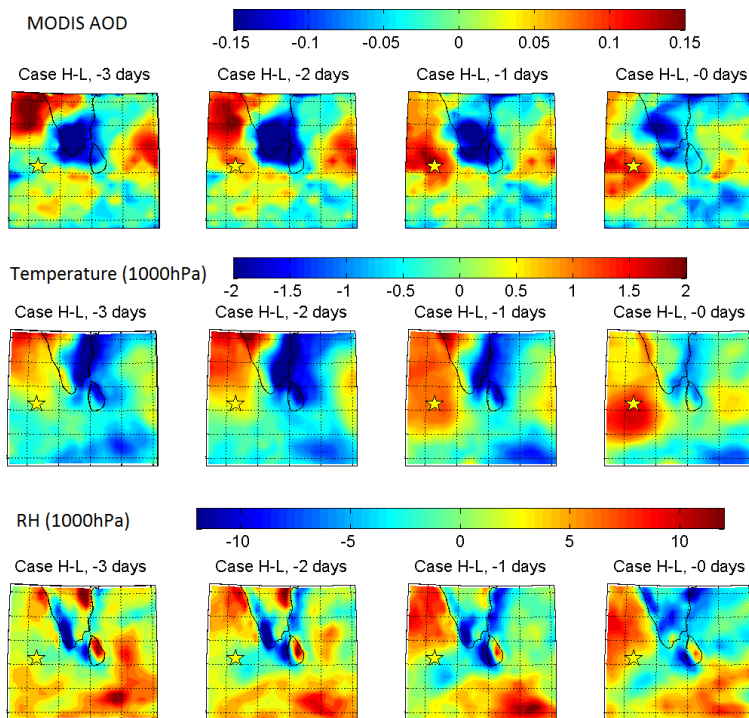 MODIS AOD
-0.15 -0.1 -0.05 0 0.05 0.1 0.15
Case H-L, -3 days Case H-L, -2 days Case H-L, -1 days Case H-L, -0 days
Temperature (1000hPa)
-2 -1 -0.5 0 0.5 1 1.5 2
Case H-L, -3 days Case H-L, -2 days Case H-L, -1 days Case H-L, -0 days
RH (1000hPa)
-10 -5 0 5 10
Case H-L, -3 days Case H-L, -2 days Case H-L, -1 days Case H-L, -0 days